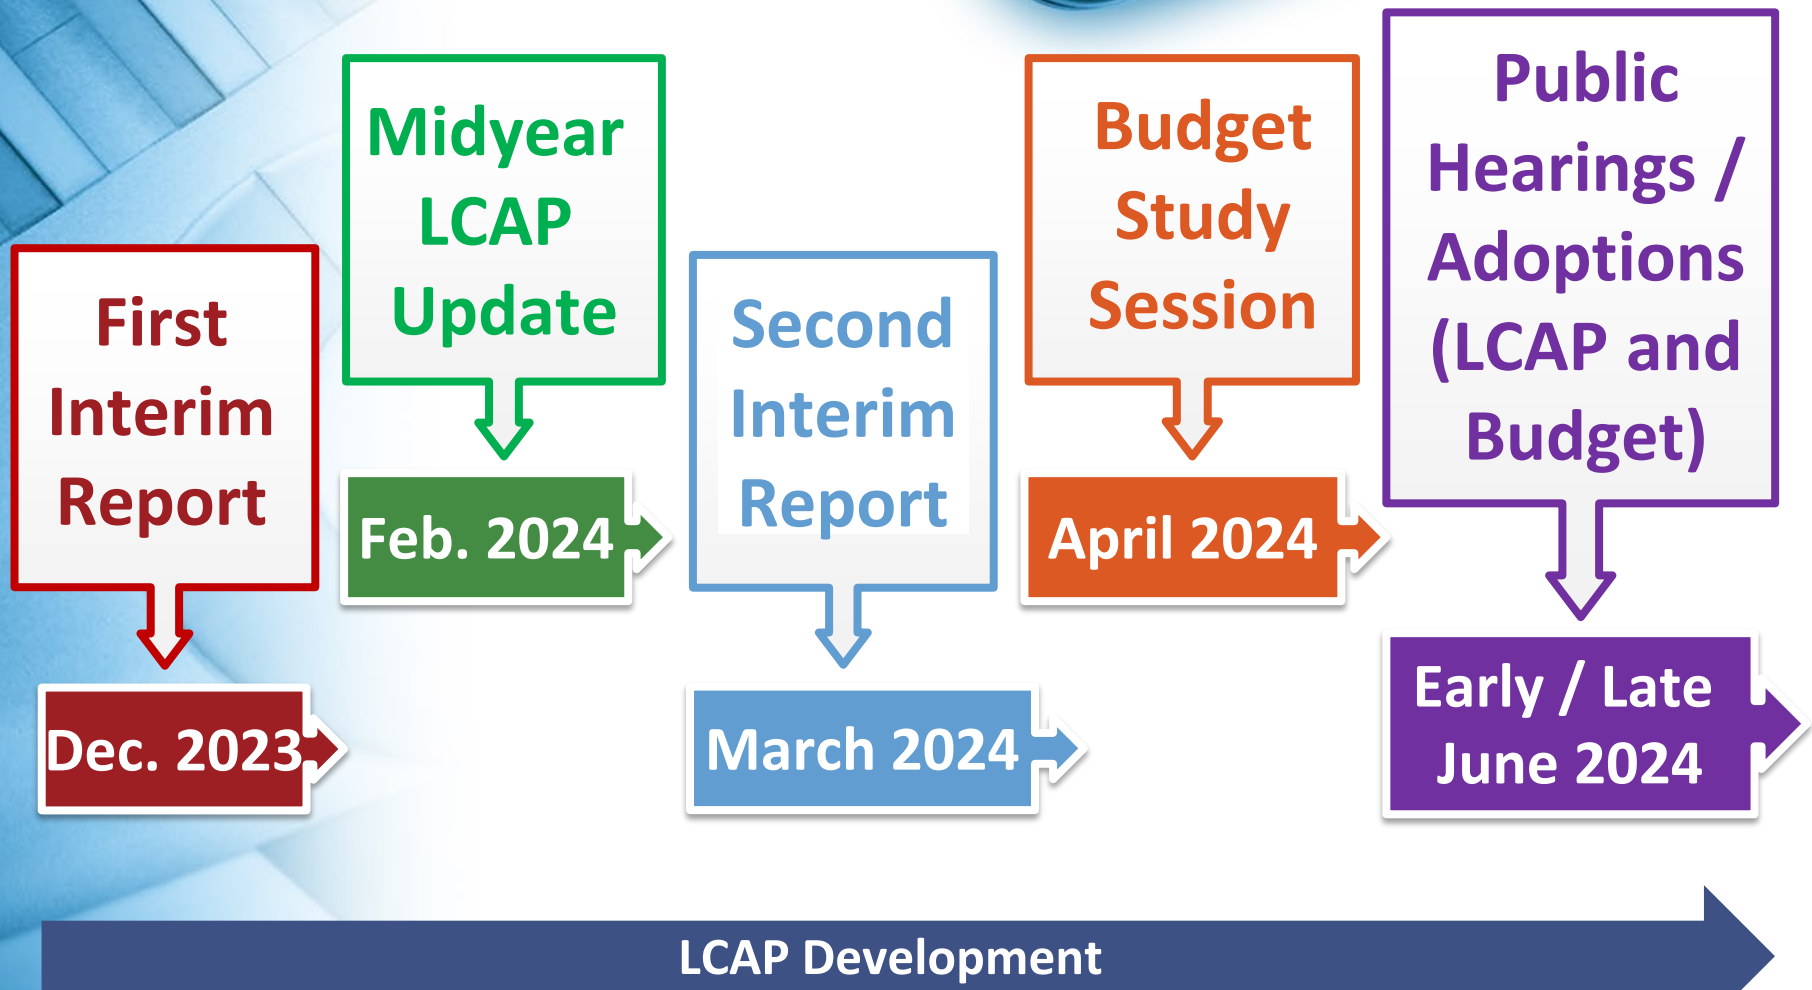 First
Interim
Report
Dec. 2023
Midyear
LCAP
Update
Feb. 2024
Second
Interim
Report
March 2024
Budget
Study
Session
April 2024
Public
Hearings /
Adoptions
(LCAP and
Budget)
Early / Late
June 2024
LCAP Development